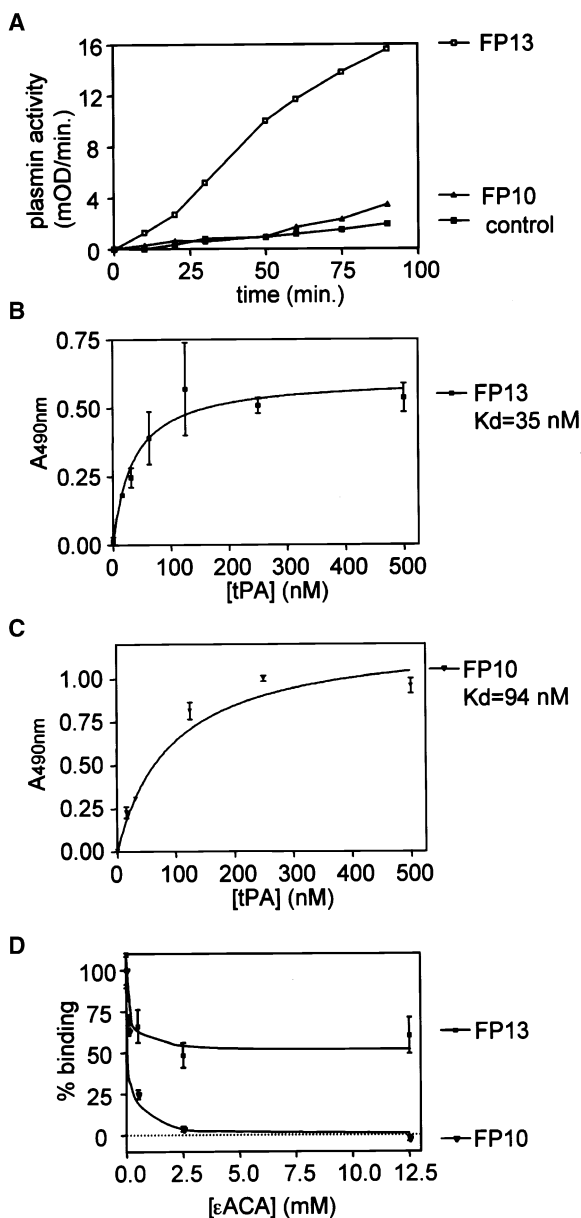 A
16
12
8
4
0
plasmin activity
(mOD/min.)
0 25 50 75 100
time (min.)
FP13
FP10
control
B
0.75
0.50
0.25
0.00
A490nm
0 100 200 300 400 500
[tPA] (nM)
FP13
Kd=35 nM
C
1.00
0.75
0.50
0.25
0.00
A490nm
0 100 200 300 400 500
[tPA] (nM)
FP10
Kd=94 nM
D
100
75
50
25
0
% binding
0.0 2.5 5.0 7.5 10.0 12.5
[εACA] (mM)
FP13
FP10